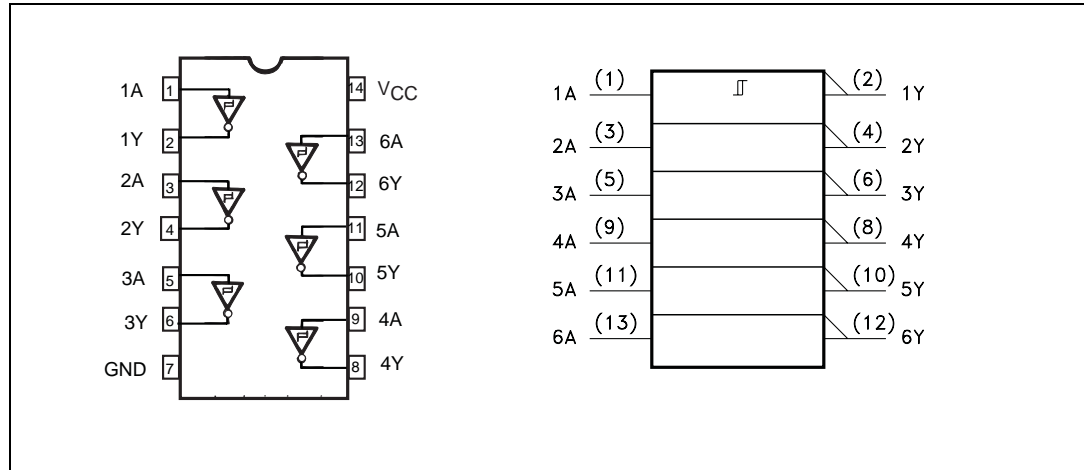 1A 1
1Y 2
2A 3
2Y 4
3A 5
3Y 6
GND 7
14 VCC
13 6A
12 6Y
11 5A
10 5Y
9 4A
8 4Y
1A (1) (2) 1Y
2A (3) (4) 2Y
3A (5) (6) 3Y
4A (9) (8) 4Y
5A (11) (10) 5Y
6A (13) (12) 6Y